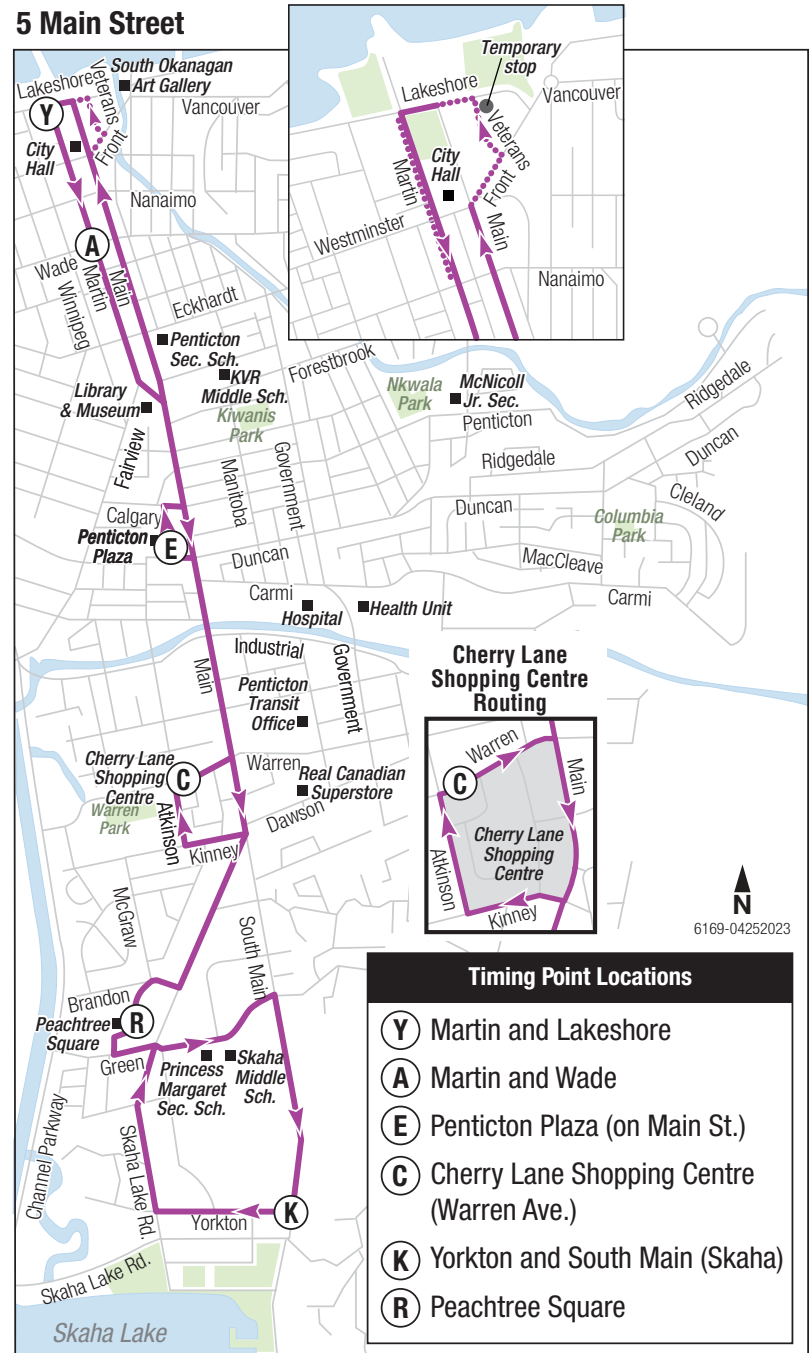 5 Main Street
Lakeshore
Veterans
Front
South Okanagan
Art Gallery
Vancouver
Y
City
Hall
Nanaimo
A
Wade
Martin
Main
Winnipeg
Eckhardt
Penticton
Sec. Sch.
KVR
Middle Sch.
Kiwanis
Park
Forestbrook
Library
& Museum
Fairview
Manitoba
Government
Nkwala
Park
McNicoll
Jr. Sec.
Penticton
Ridgedale
Ridgedale
Duncan
Cleland
Duncan
Columbia
Park
MacCleave
Carmi
Calgary
Penticton
Plaza
E
Duncan
Carmi
Hospital
Health Unit
Main
Industrial
Government
Penticton
Transit
Office
Cherry Lane
Shopping
Centre
C
Warren
Warren
Park
Atkinson
Kinney
Real Canadian
Superstore
Dawson
McGraw
South Main
Brandon
Peachtree
Square
R
Green
Princess
Margaret
Sec. Sch.
Skaha
Middle
Sch.
Channel Parkway
Skaha Lake Rd.
Yorkton
K
Skaha Lake Rd.
Skaha Lake
Temporary
stop
Lakeshore
Vancouver
Veterans
Front
Martin
City
Hall
Westminster
Main
Nanaimo
Cherry Lane
Shopping Centre
Routing
Warren
C
Main
Cherry Lane
Shopping
Centre
Atkinson
Kinney
N
6169-04252023
Timing Point Locations
Y Martin and Lakeshore
A Martin and Wade
E Penticton Plaza (on Main St.)
C Cherry Lane Shopping Centre
(Warren Ave.)
K Yorkton and South Main (Skaha)
R Peachtree Square